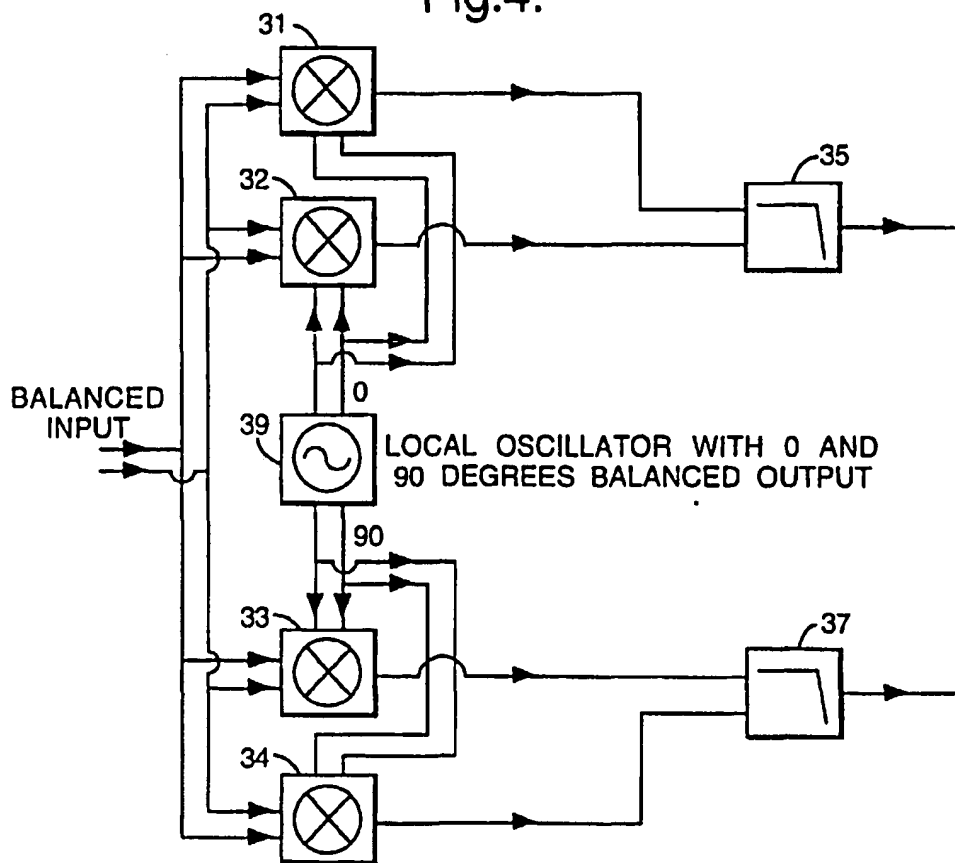 Fig.4.
31
32
35
BALANCED
INPUT
0
39
LOCAL OSCILLATOR WITH 0 AND
90 DEGREES BALANCED OUTPUT
90
33
37
34